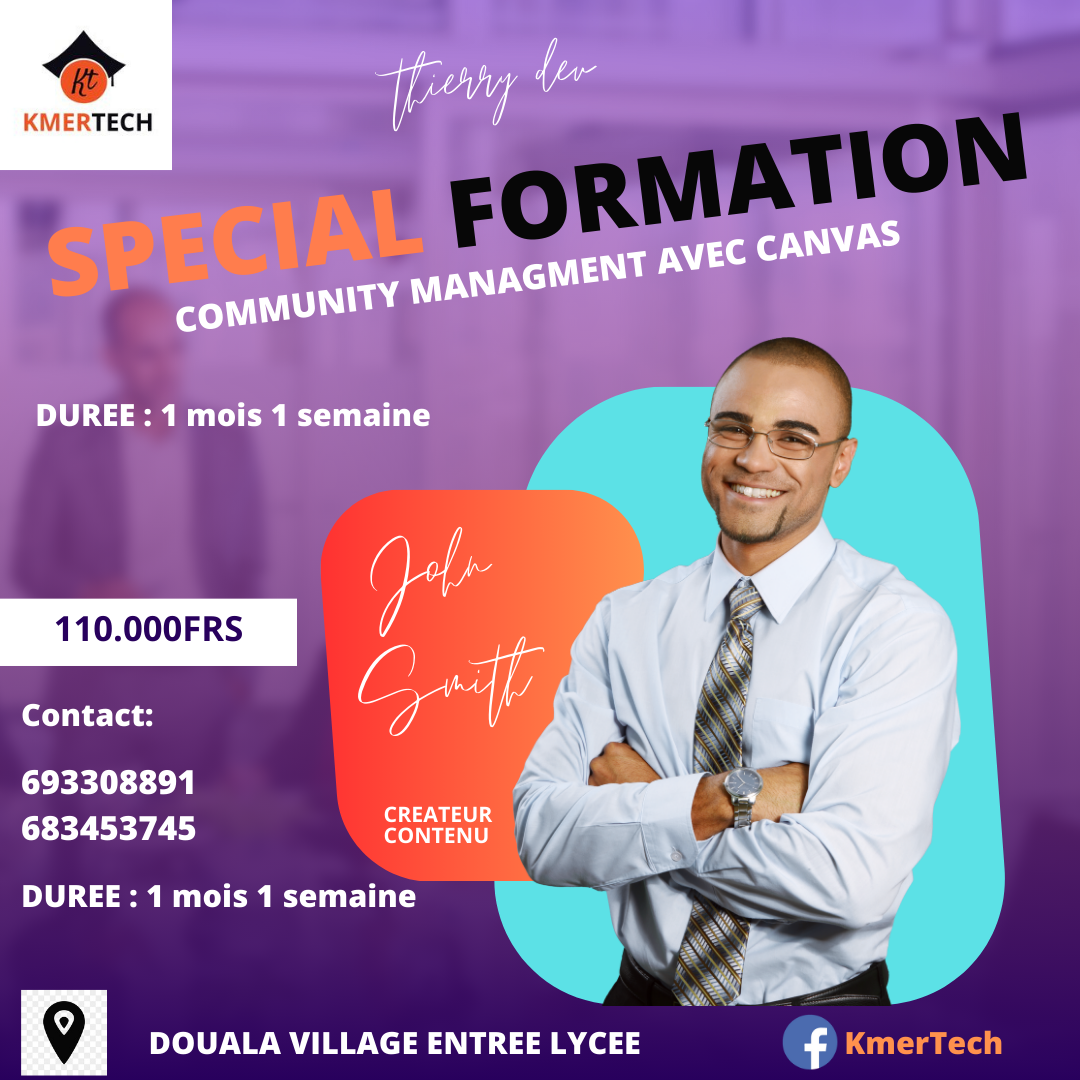 Kt
KMERTECH
thierry dev
SPECIAL FORMATION
COMMUNITY MANAGMENT AVEC CANVAS
DUREE : 1 mois 1 semaine
John
Smith
110.000FRS
Contact:
693308891
683453745
CREATEUR
CONTENU
DUREE : 1 mois 1 semaine
DOUALA VILLAGE ENTREE LYCEE
f KmerTech